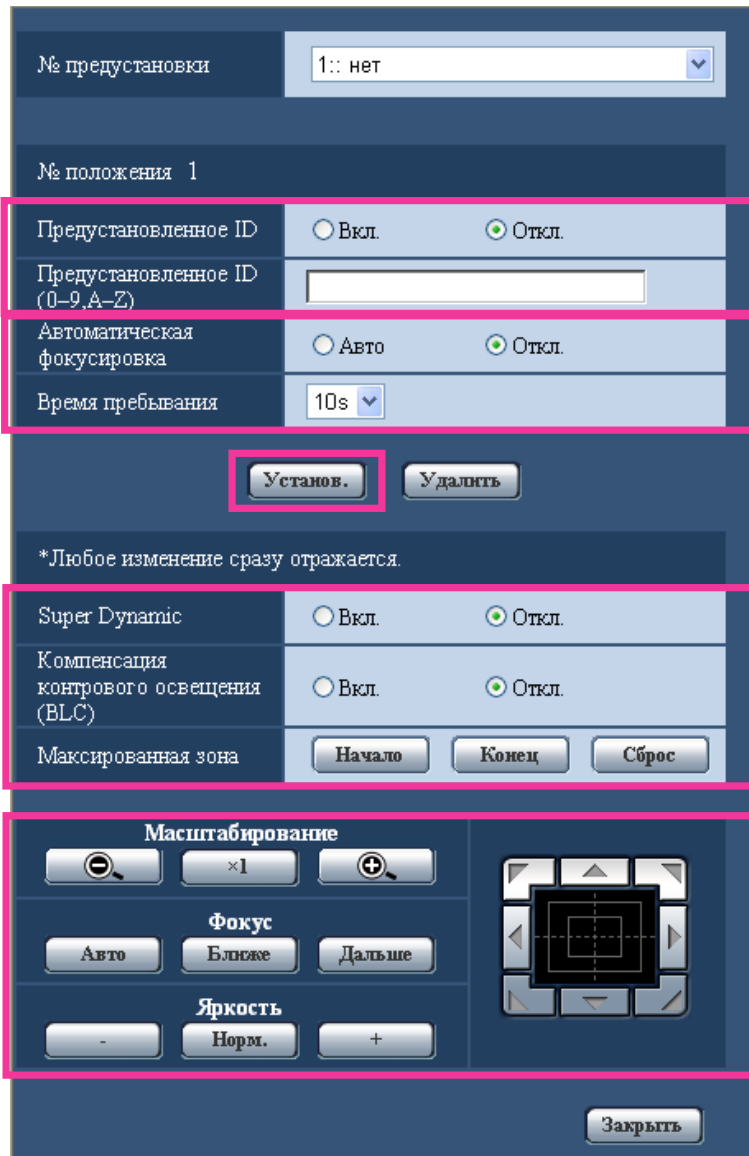 № предустановки
1:: нет
№ положения 1
Предустановленное ID
Вкл. Откл.
Предустановленное ID
(0–9,A–Z)
Автоматическая
фокусировка
Авто Откл.
Время пребывания
10s
Установ. Удалить
*Любое изменение сразу отражается.
Super Dynamic
Вкл. Откл.
Компенсация
контрового освещения
(BLC)
Вкл. Откл.
Максированная зона
Начало Конец Сброс
Масштабирование
×1
Фокус
Авто Ближе Дальше
Яркость
- Норм. +
Закрыть